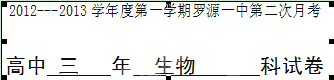 2012---2013 学年度第一学期罗源一中第二次月考
高中 三 年 生物 科试卷